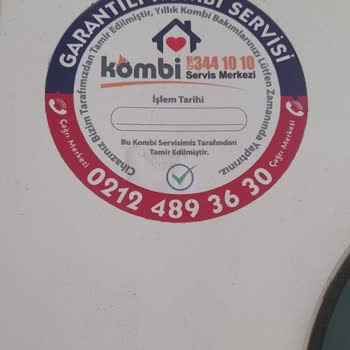 GARANTİLİ KOMBİ SERVİSİ
Cihazınız Bizim Tarafımızdan Tamir Edilmiştir, Yıllık Kombi Bakımlarınızı Lütfen Zamanında Yaptırınız.
kombi
344 10 10
Servis Merkezi
İşlem Tarihi
Bu Kombi Servisimiz Tarafından
Tamir Edilmiştir.
Çağrı Merkezi
Çağrı Merkezi
0212 489 36 30